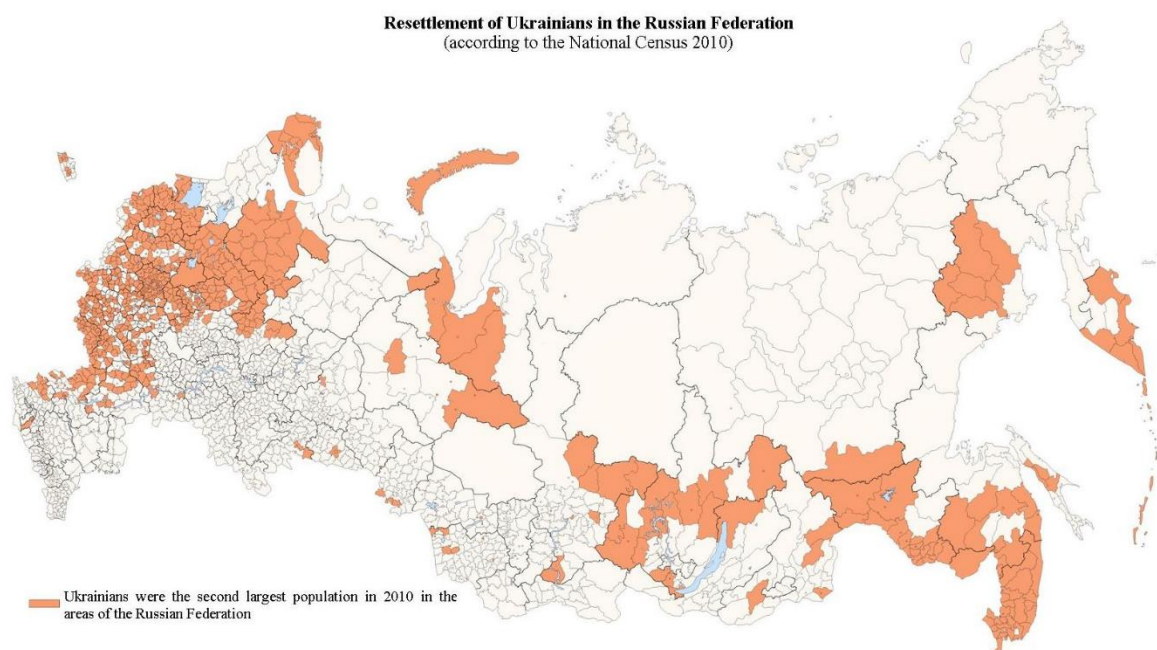 Resettlement of Ukrainians in the Russian Federation
(according to the National Census 2010)
Ukrainians were the second largest population in 2010 in the
areas of the Russian Federation